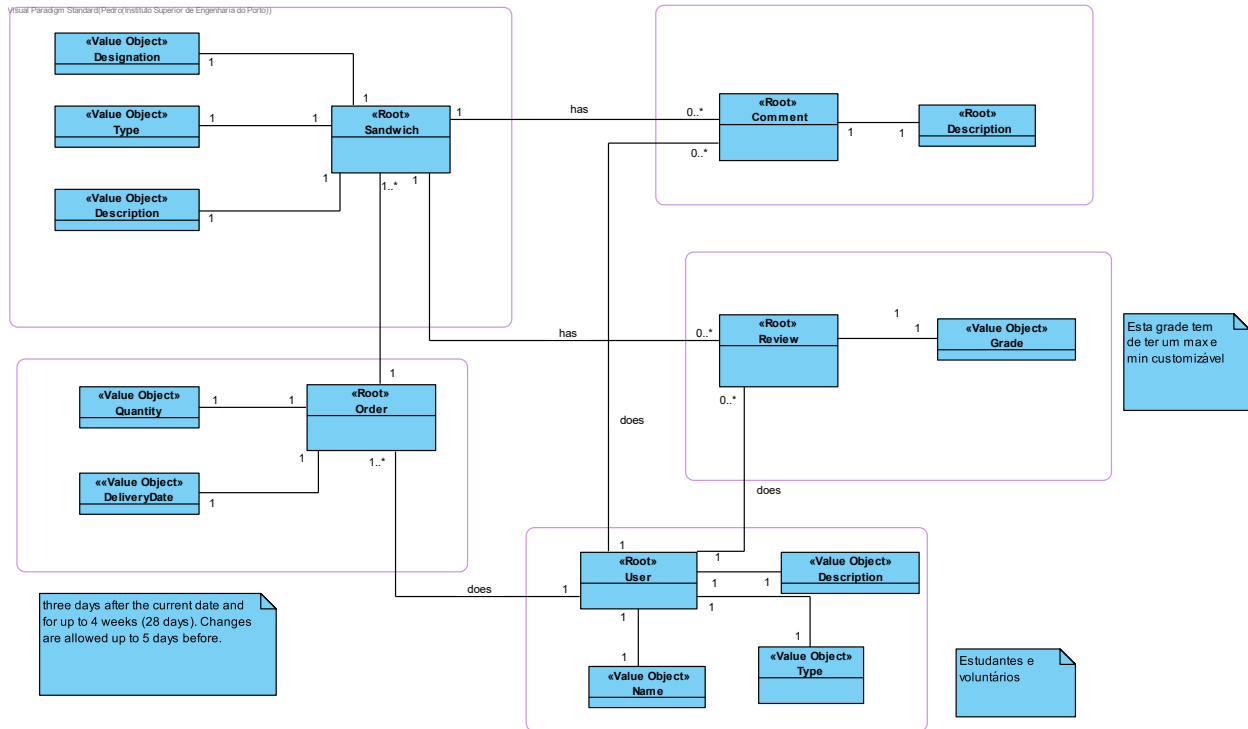 Visual Paradigm Standard(Pedro(Instituto Superior de Engenharia do Porto))
«Value Object»
Designation
1
1
«Value Object»
Type
1
1
«Root»
Sandwich
1
has
0..*
«Root»
Comment
1
1
«Root»
Description
0..*
«Value Object»
Description
1
1
1..*
1
has
0..*
«Root»
Review
1
1
«Value Object»
Grade
0..*
Esta grade tem
de ter um max e
min customizável
1
«Value Object»
Quantity
1
1
«Root»
Order
1
1..*
««Value Object»
DeliveryDate
1
does
does
does
1
1
1
«Root»
User
1
1
«Value Object»
Description
1
1
«Value Object»
Type
1
«Value Object»
Name
three days after the current date and
for up to 4 weeks (28 days). Changes
are allowed up to 5 days before.
Estudantes e
voluntários